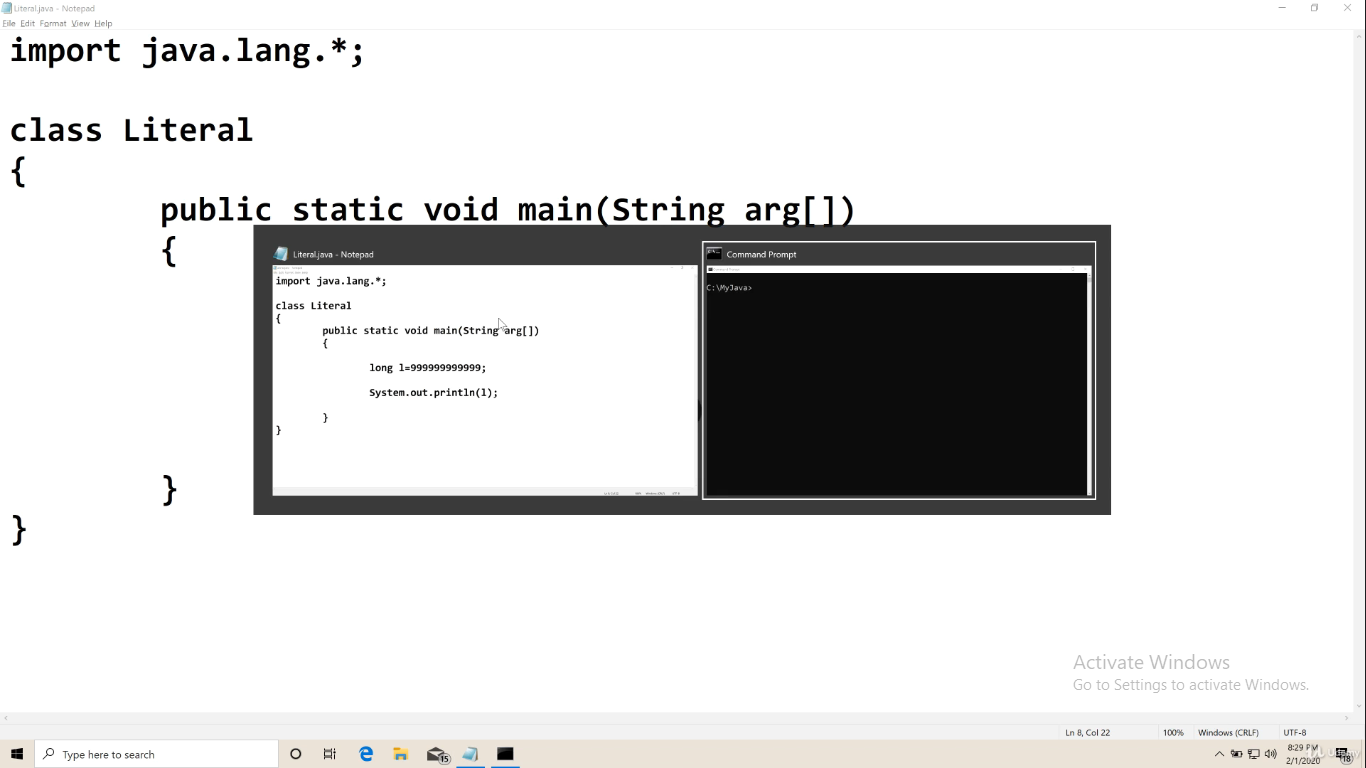 Literal.java - Notepad
File Edit Format View Help
import java.lang.*;
class Literal
{
public static void main(String arg[])
{
Literal.java - Notepad
import java.lang.*;
class Literal
{
public static void main(String arg[])
{
long l=999999999999;
System.out.println(l);
}
}
Command Prompt
C:\MyJava>
}
}
Activate Windows
Go to Settings to activate Windows.
Ln 8, Col 22
100%
Windows (CRLF)
UTF-8
Type here to search
15
8:29 PM
2/1/2020
18